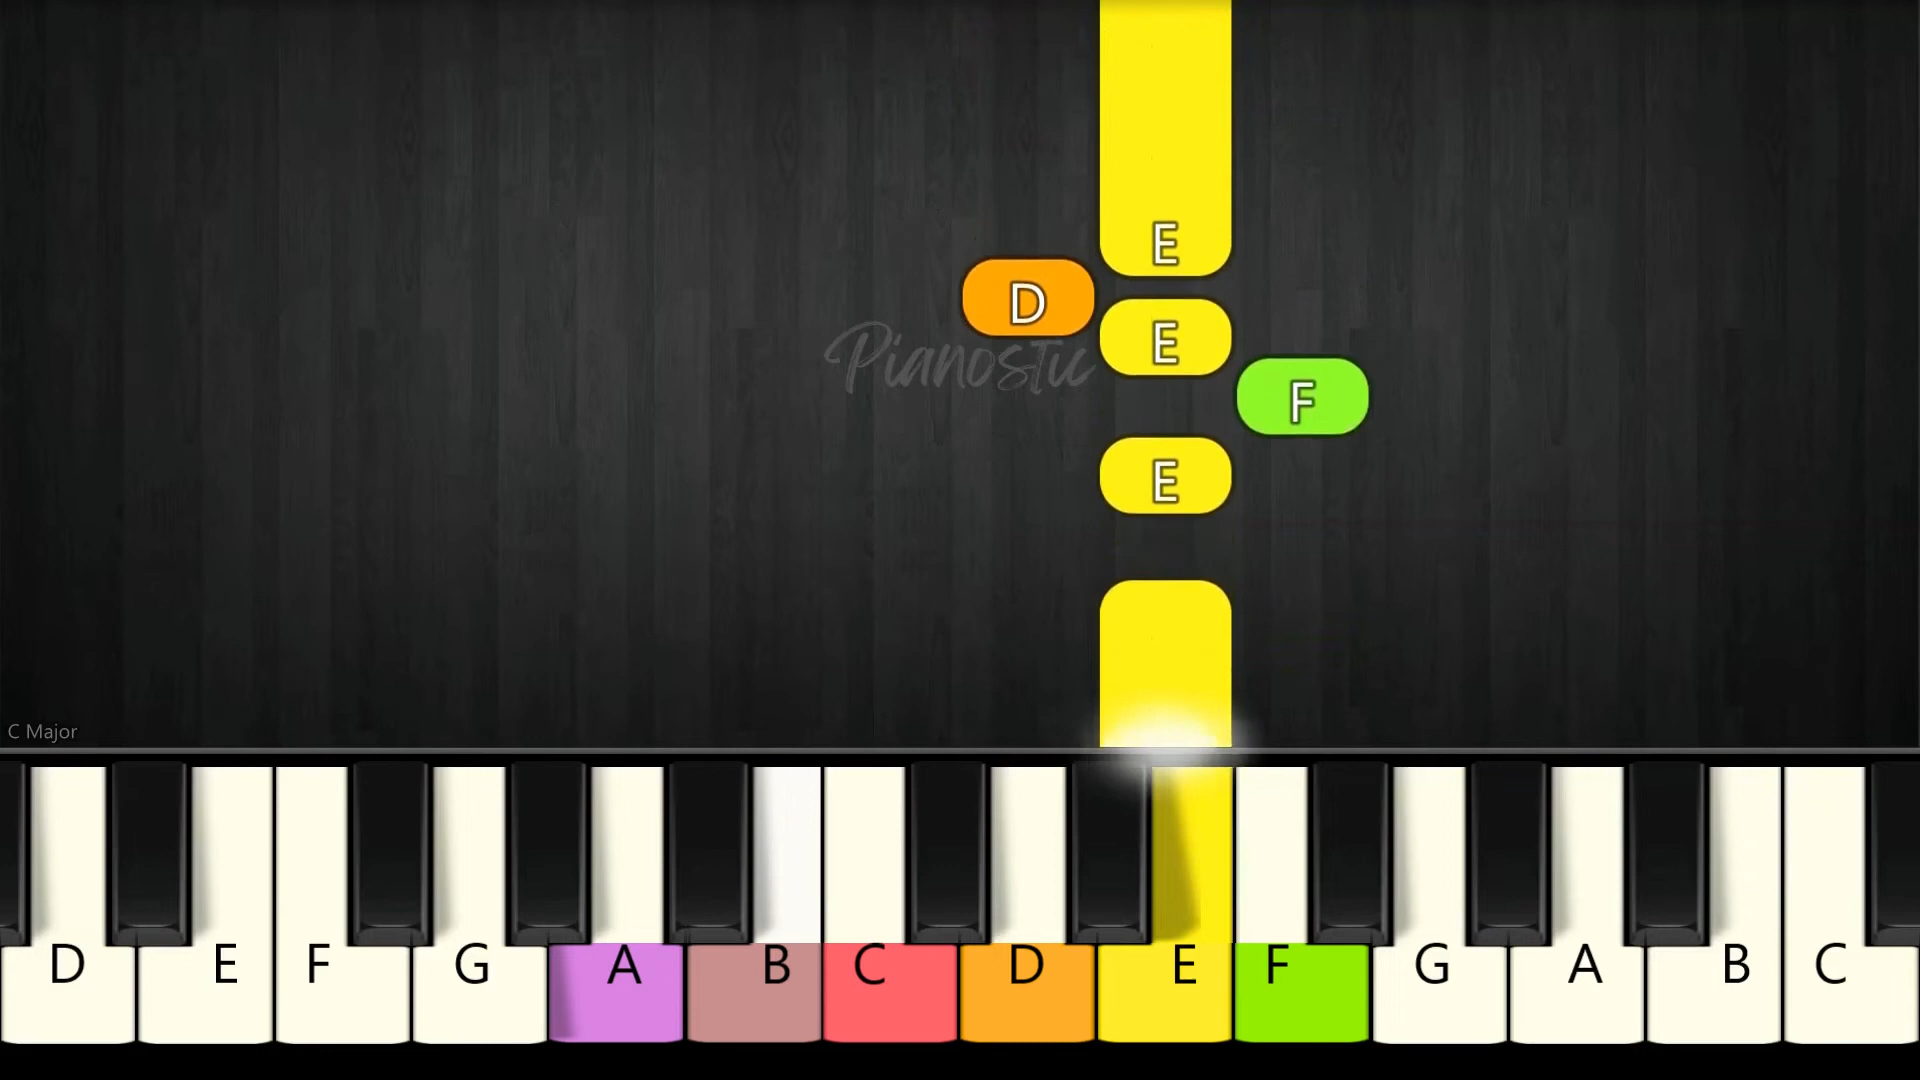 E
D
E
Pianostic
F
E
C Major
D E F G A B C D E F G A B C